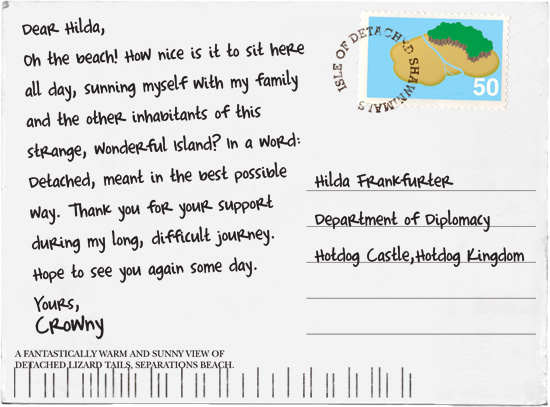 Dear Hilda,
Oh the beach! How nice is it to sit here
all day, sunning myself with my family
and the other inhabitants of this
strange, wonderful island? In a word:
Detached, meant in the best possible
way. Thank you for your support
during my long, difficult journey.
Hope to see you again some day.
Yours,
Crowny
A FANTASTICALLY WARM AND SUNNY VIEW OF
DETACHED LIZARD TAILS, SEPARATIONS BEACH.
ISLE OF DETACHED SHAWNIMALS
50
Hilda Frankfurter
Department of Diplomacy
Hotdog Castle,Hotdog Kingdom